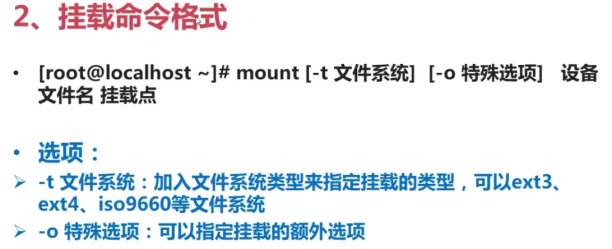 2、挂载命令格式
• [root@localhost ~]# mount [-t 文件系统] [-o 特殊选项] 设备
文件名 挂载点
• 选项：
➢ -t 文件系统：加入文件系统类型来指定挂载的类型，可以ext3、
ext4、iso9660等文件系统
➢ -o 特殊选项：可以指定挂载的额外选项